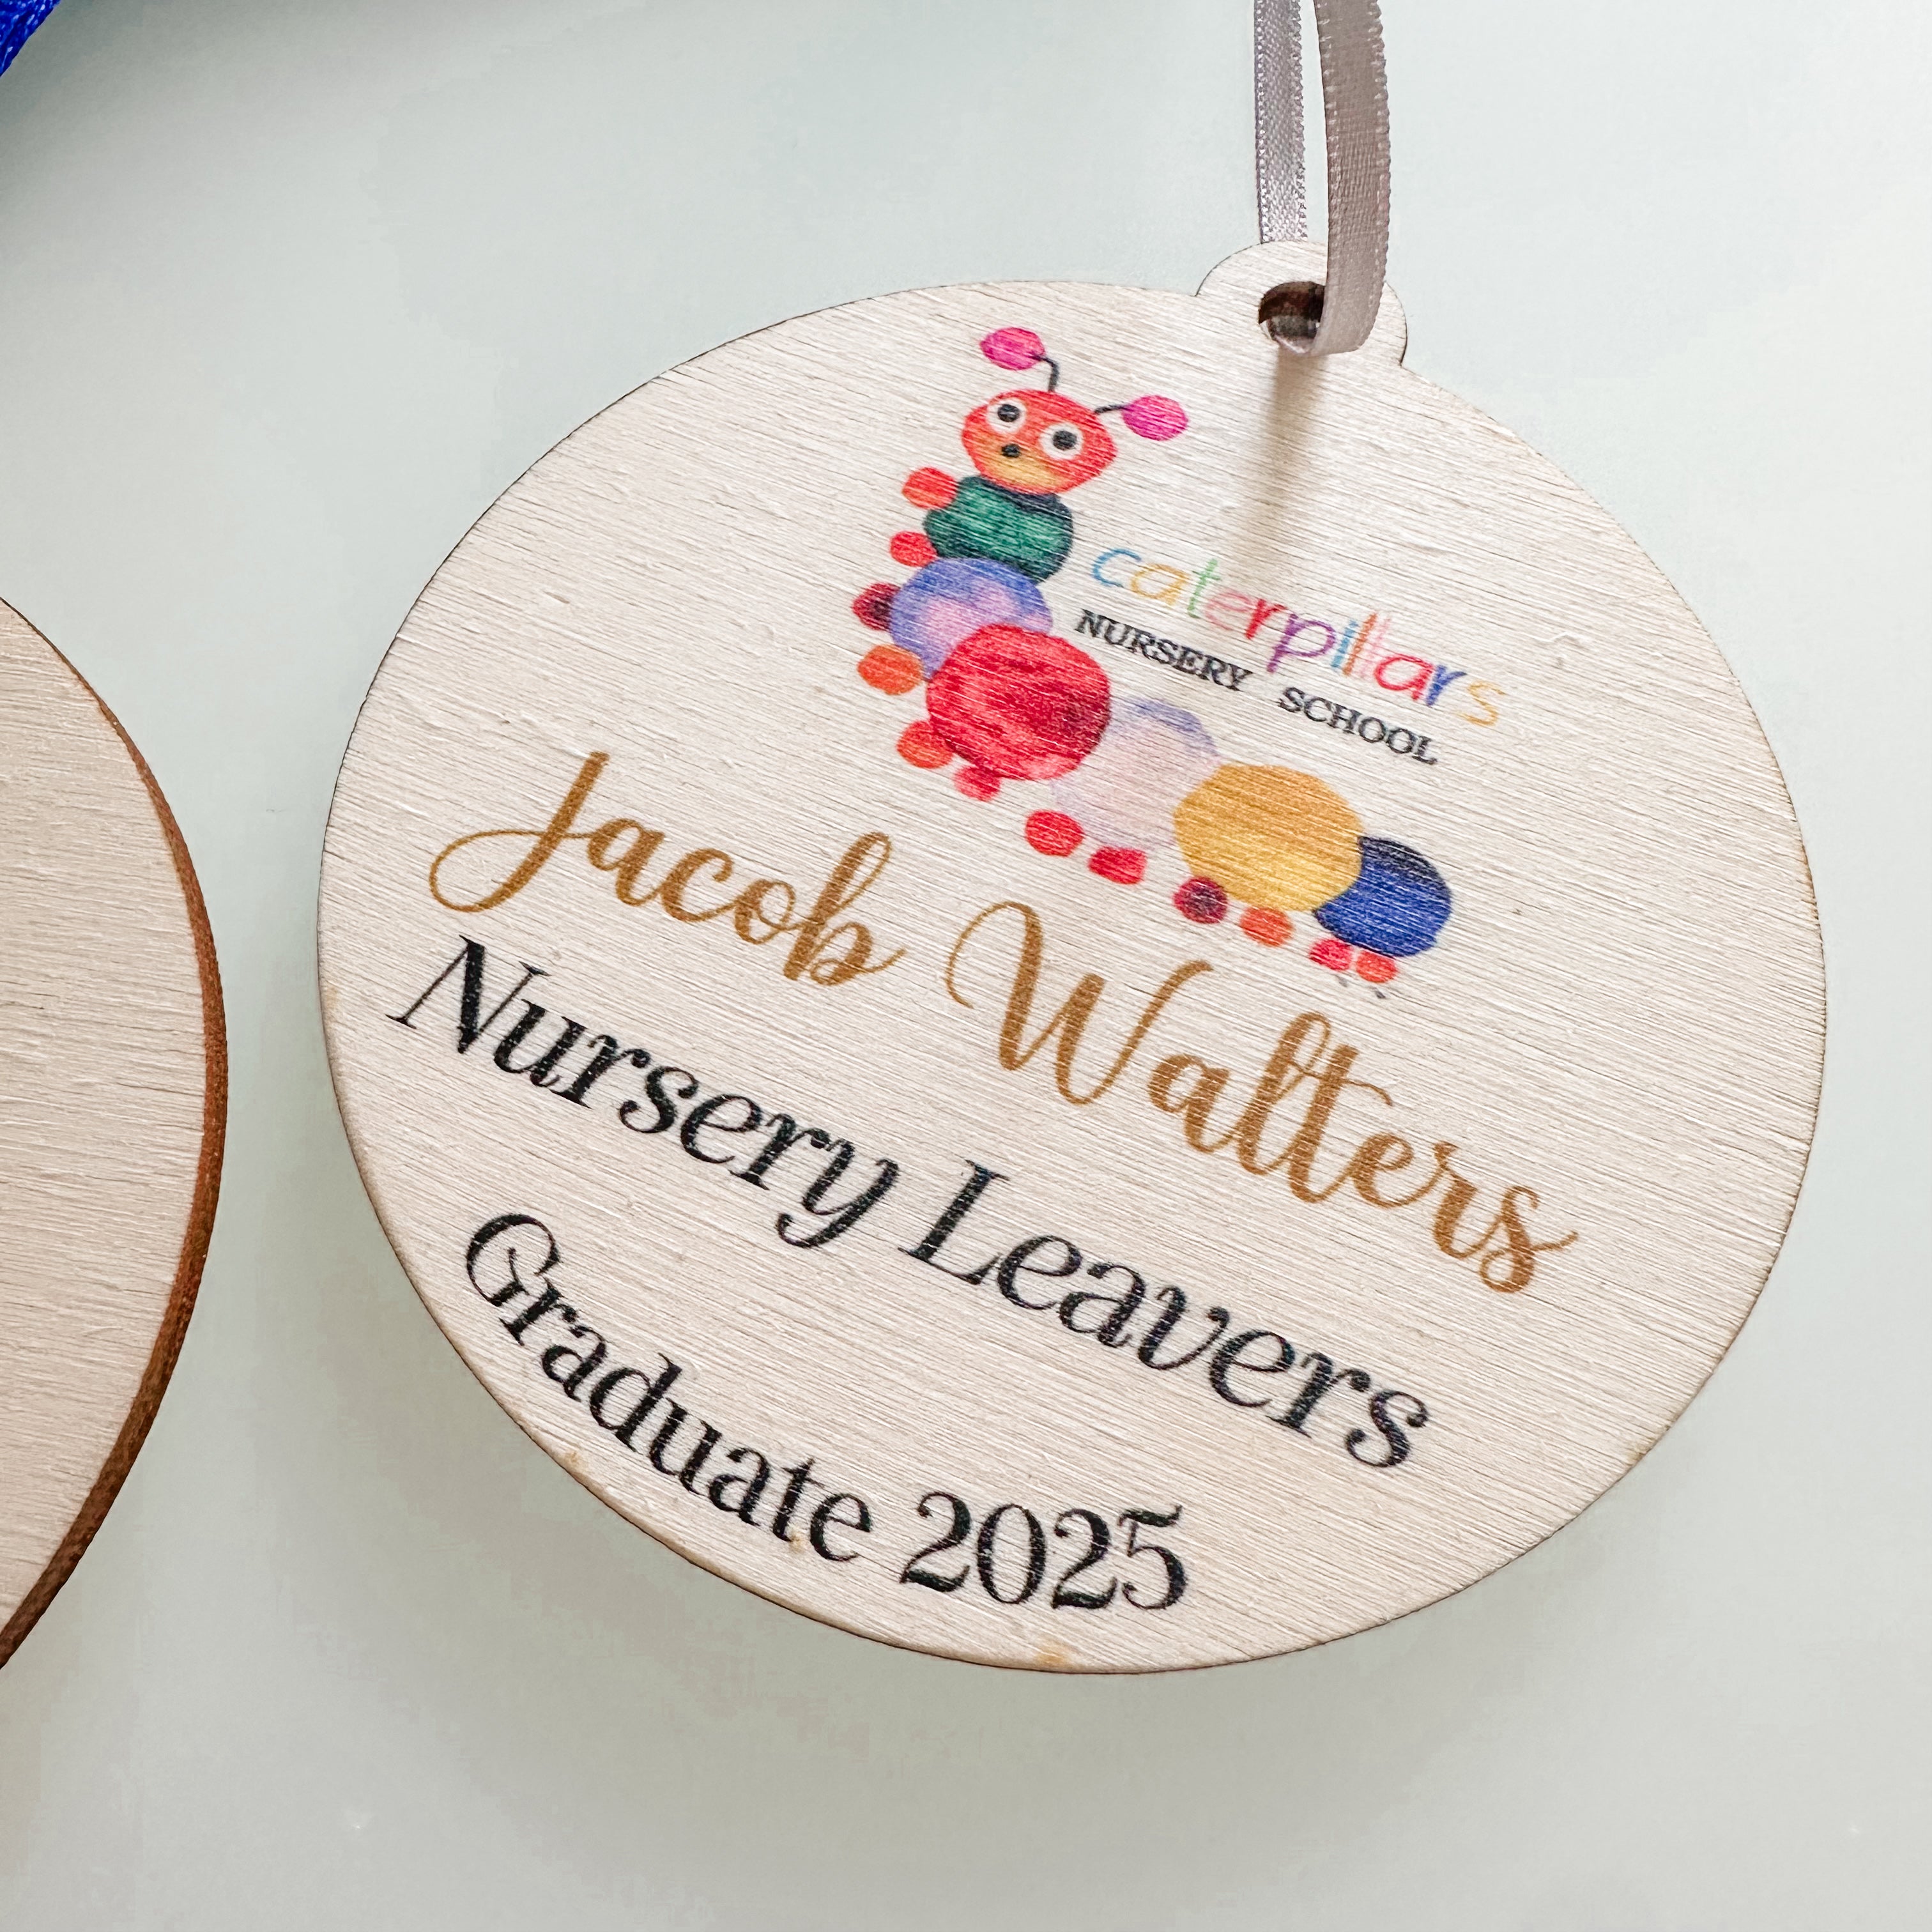 caterpillars
NURSERY SCHOOL
Jacob Walters
Nursery Leavers
Graduate 2025